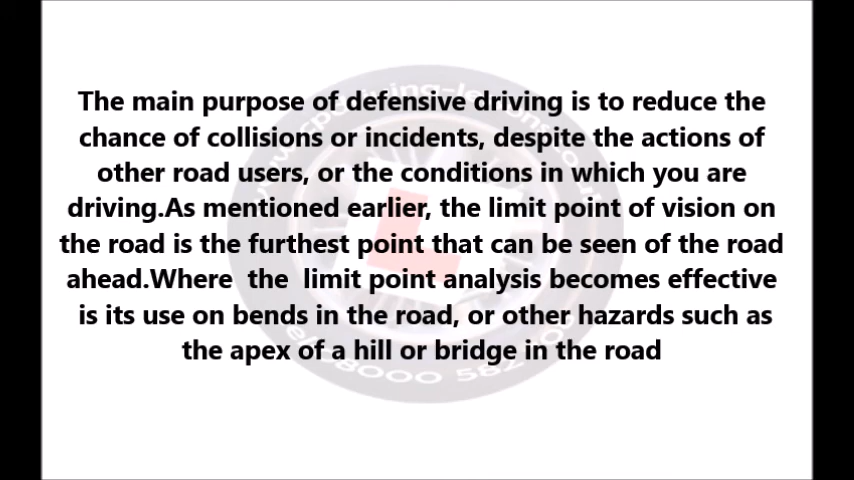 The main purpose of defensive driving is to reduce the
chance of collisions or incidents, despite the actions of
other road users, or the conditions in which you are
driving.As mentioned earlier, the limit point of vision on
the road is the furthest point that can be seen of the road
ahead.Where  the  limit point analysis becomes effective
is its use on bends in the road, or other hazards such as
the apex of a hill or bridge in the road